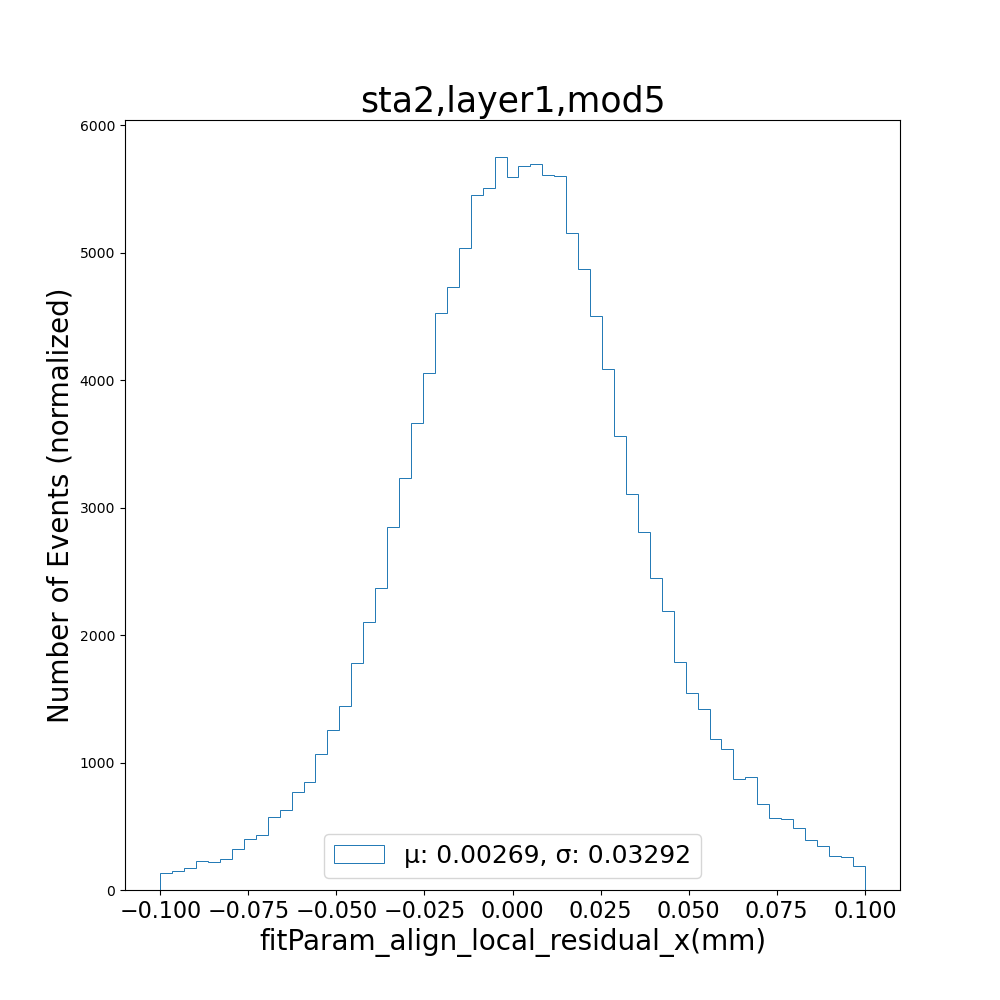 sta2,layer1,mod5
Number of Events (normalized)
6000
5000
4000
3000
2000
1000
0
μ: 0.00269, σ: 0.03292
−0.100 −0.075 −0.050 −0.025 0.000 0.025 0.050 0.075 0.100
fitParam_align_local_residual_x(mm)